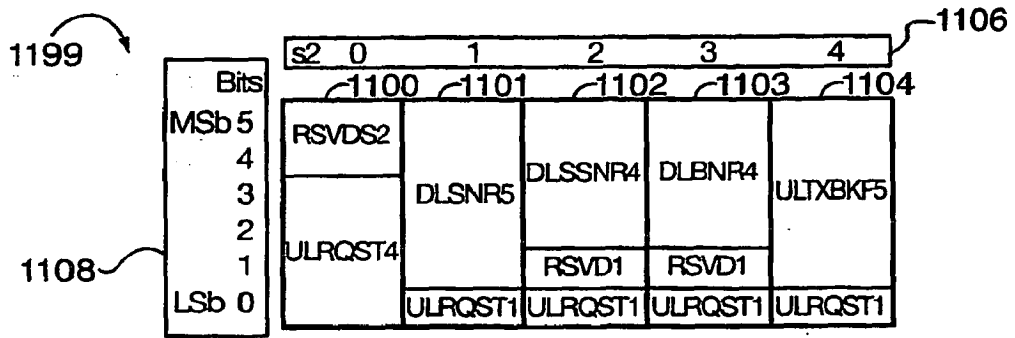 1106
1199
s2 0 1 2 3 4
Bits
1100 1101 1102 1103 1104
MSb 5
4
3
2
1
LSb 0
1108
RSVDS2
ULRQST4
DLSNR5
ULRQST1
DLSSNR4
RSVD1
ULRQST1
DLBNR4
RSVD1
ULRQST1
ULTXBKF5
ULRQST1